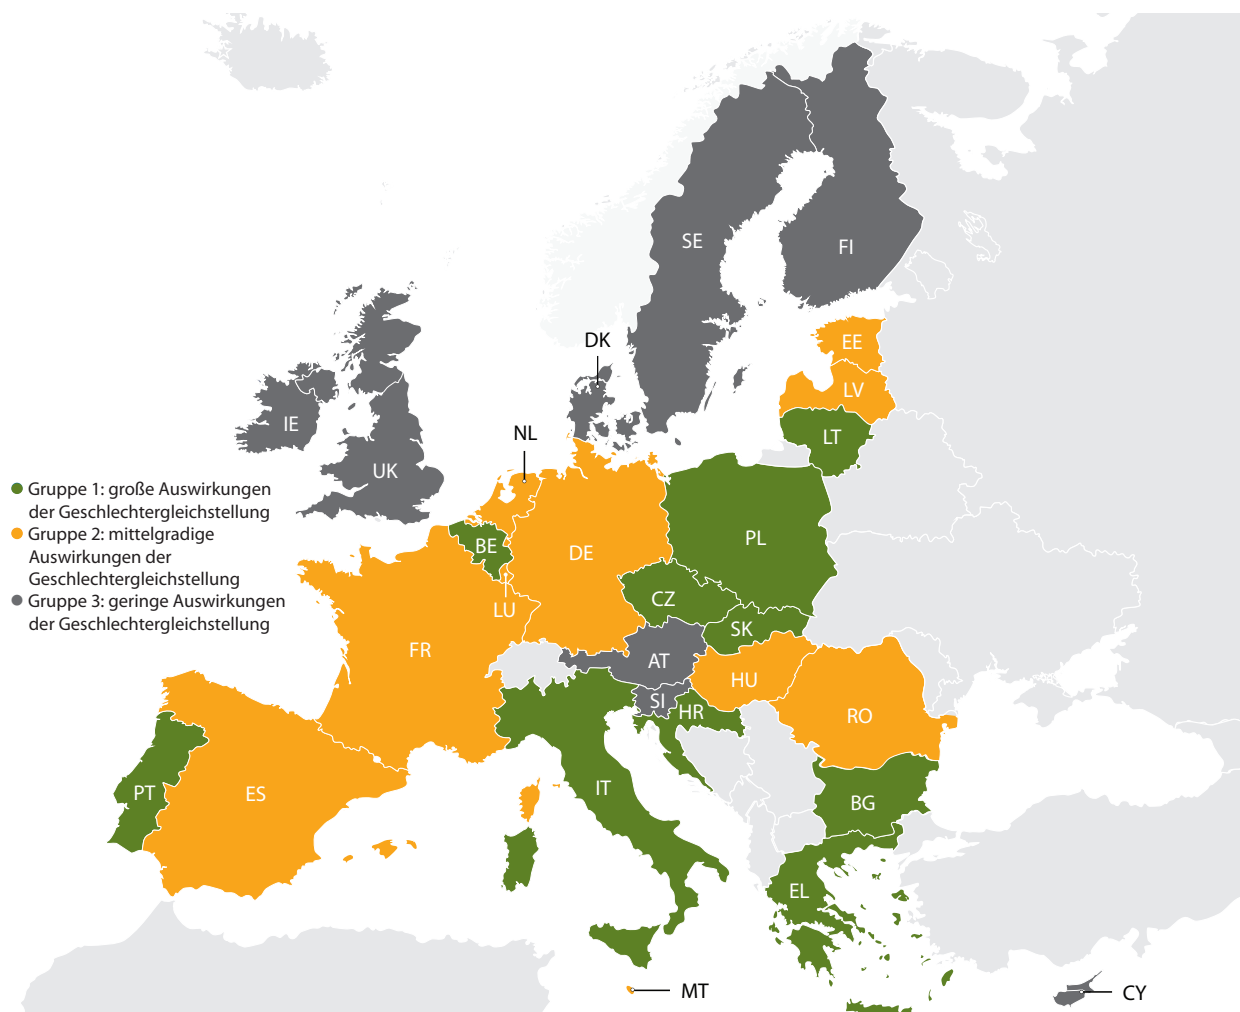 SE
FI
DK
EE
LV
IE
LT
NL
UK
Gruppe 1: große Auswirkungen
der Geschlechtergleichstellung
Gruppe 2: mittelgradige
Auswirkungen der
Geschlechtergleichstellung
Gruppe 3: geringe Auswirkungen
der Geschlechtergleichstellung
BE
DE
PL
CZ
LU
SK
FR
AT
HU
SI
HR
RO
PT
ES
IT
BG
EL
MT
CY